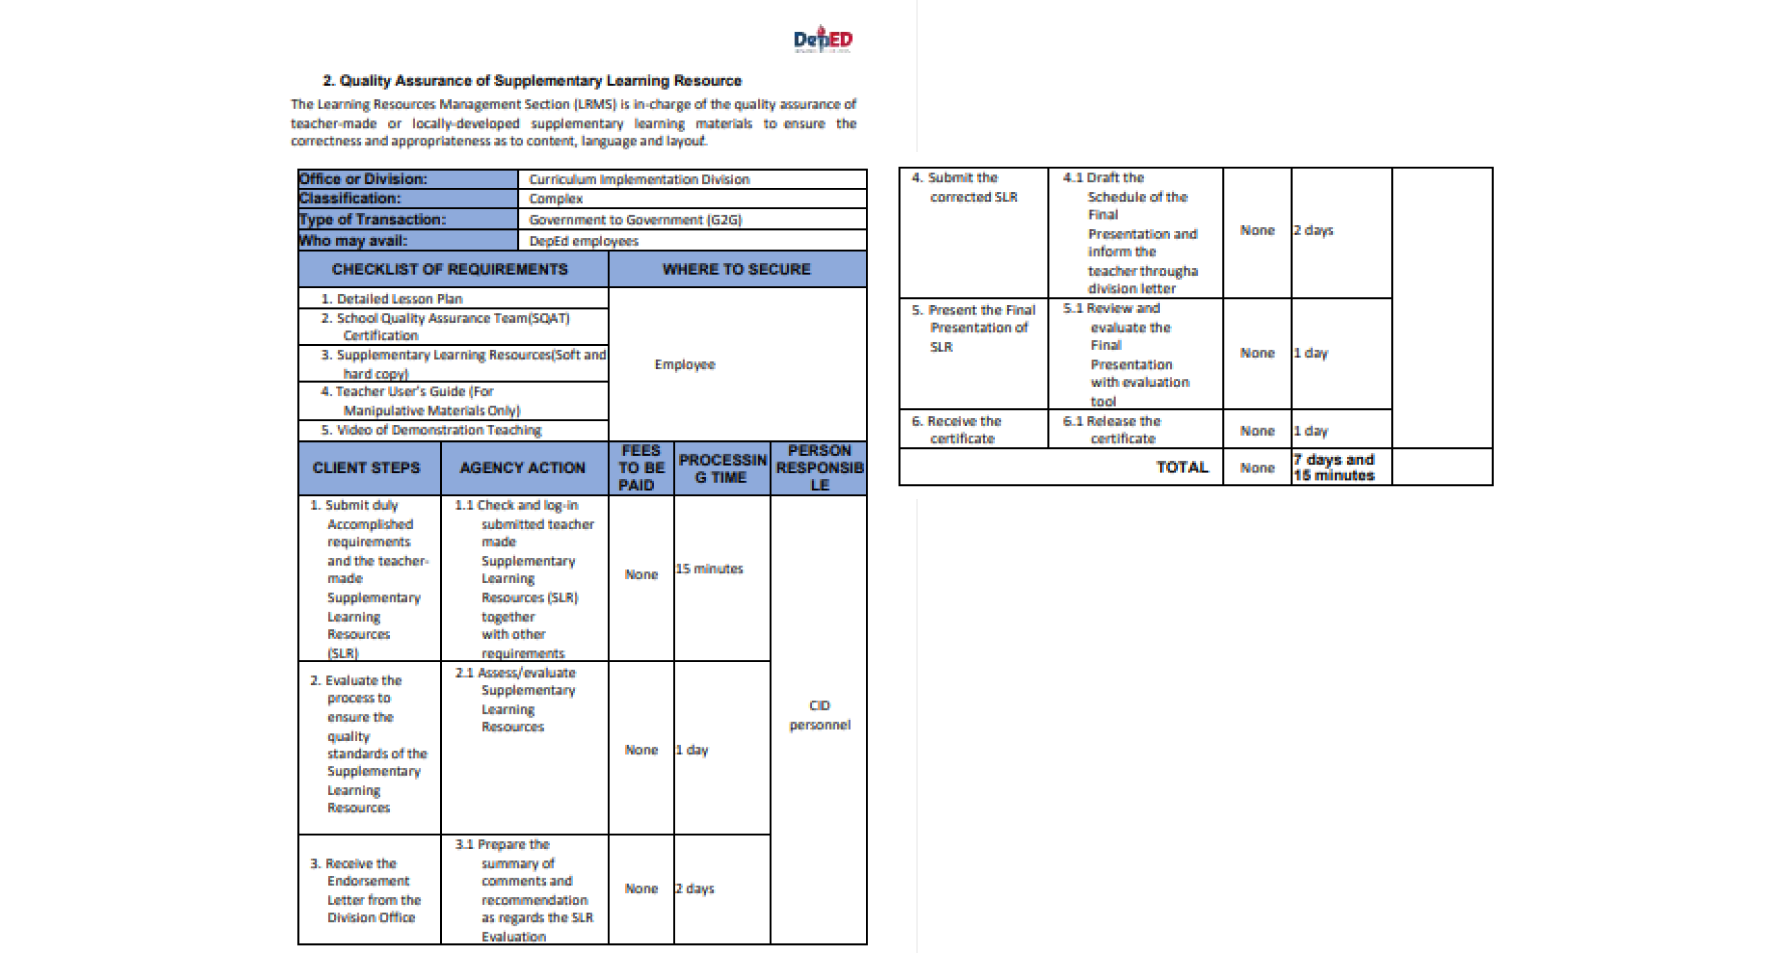 DepED
2. Quality Assurance of Supplementary Learning Resource
The Learning Resources Management Section (LRMS) is in-charge of the quality assurance of
teacher-made or locally-developed supplementary learning materials to ensure the
correctness and appropriateness as to content, language and layout.
Office or Division: Curriculum Implementation Division
Classification: Complex
Type of Transaction: Government to Government (G2G)
Who may avail: DepEd employees
CHECKLIST OF REQUIREMENTS WHERE TO SECURE
1. Detailed Lesson Plan
2. School Quality Assurance Team(SQAT)
Certification
3. Supplementary Learning Resources(Soft and
hard copy)
4. Teacher User's Guide (For
Manipulative Materials Only)
5. Video of Demonstration Teaching
Employee
CLIENT STEPS
AGENCY ACTION
FEES
TO BE
PAID
PROCESSIN
G TIME
PERSON
RESPONSIB
LE
1. Submit duly
Accomplished
requirements
and the teacher-
made
Supplementary
Learning
Resources
(SLR)
1.1 Check and log-in
submitted teacher
made
Supplementary
Learning
Resources (SLR)
together
with other
requirements
None
15 minutes
2. Evaluate the
process to
ensure the
quality
standards of the
Supplementary
Learning
Resources
2.1 Assess/evaluate
Supplementary
Learning
Resources
None
1 day
CID
personnel
3. Receive the
Endorsement
Letter from the
Division Office
3.1 Prepare the
summary of
comments and
recommendation
as regards the SLR
Evaluation
None
2 days
4. Submit the
corrected SLR
4.1 Draft the
Schedule of the
Final
Presentation and
inform the
teacher througha
division letter
None
2 days
5. Present the Final
Presentation of
SLR
5.1 Review and
evaluate the
Final
Presentation
with evaluation
tool
None
1 day
6. Receive the
certificate
6.1 Release the
certificate
None
1 day
TOTAL
None
7 days and
15 minutes